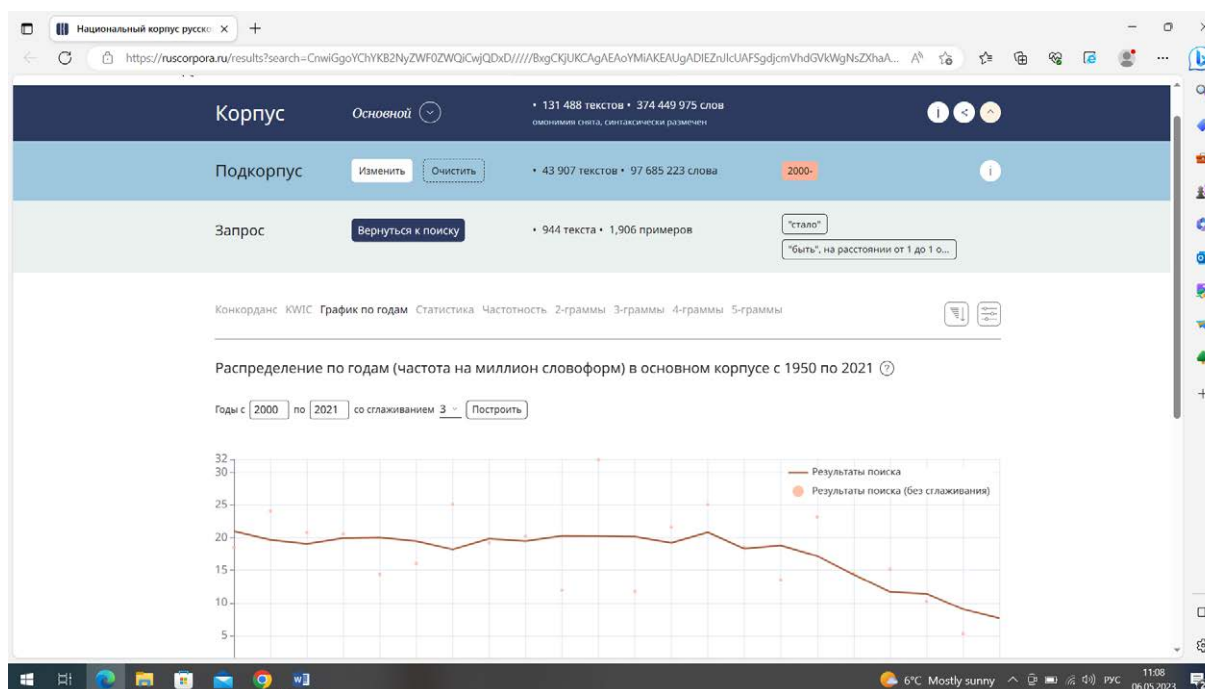 Национальный корпус русско
https://ruscorpora.ru/results?search=CnwiGgoYChYKB2NyZWF0ZWQiCwjQDxD/////BxgCKjUKCAgAEAoYMiAKEAUgADIEZnJlcUAFSgdjcmVhdGVkWgNsZXhaA...
Корпус
Основной
• 131 488 текстов • 374 449 975 слов
омонимия снята, синтаксически размечен
Подкорпус
Изменить
Очистить
• 43 907 текстов • 97 685 223 слова
2000-
Запрос
Вернуться к поиску
• 944 текста • 1,906 примеров
"стало"
"быть", на расстоянии от 1 до 1 о...
Конкорданс KWIC График по годам Статистика Частотность 2-граммы 3-граммы 4-граммы 5-граммы
Распределение по годам (частота на миллион словоформ) в основном корпусе с 1950 по 2021 ?
Годы с 2000 по 2021 со сглаживанием 3 Построить
32
30
25
20
15
10
5
Результаты поиска
Результаты поиска (без сглаживания)
6°C Mostly sunny
РУС
11:08
06.05.2023